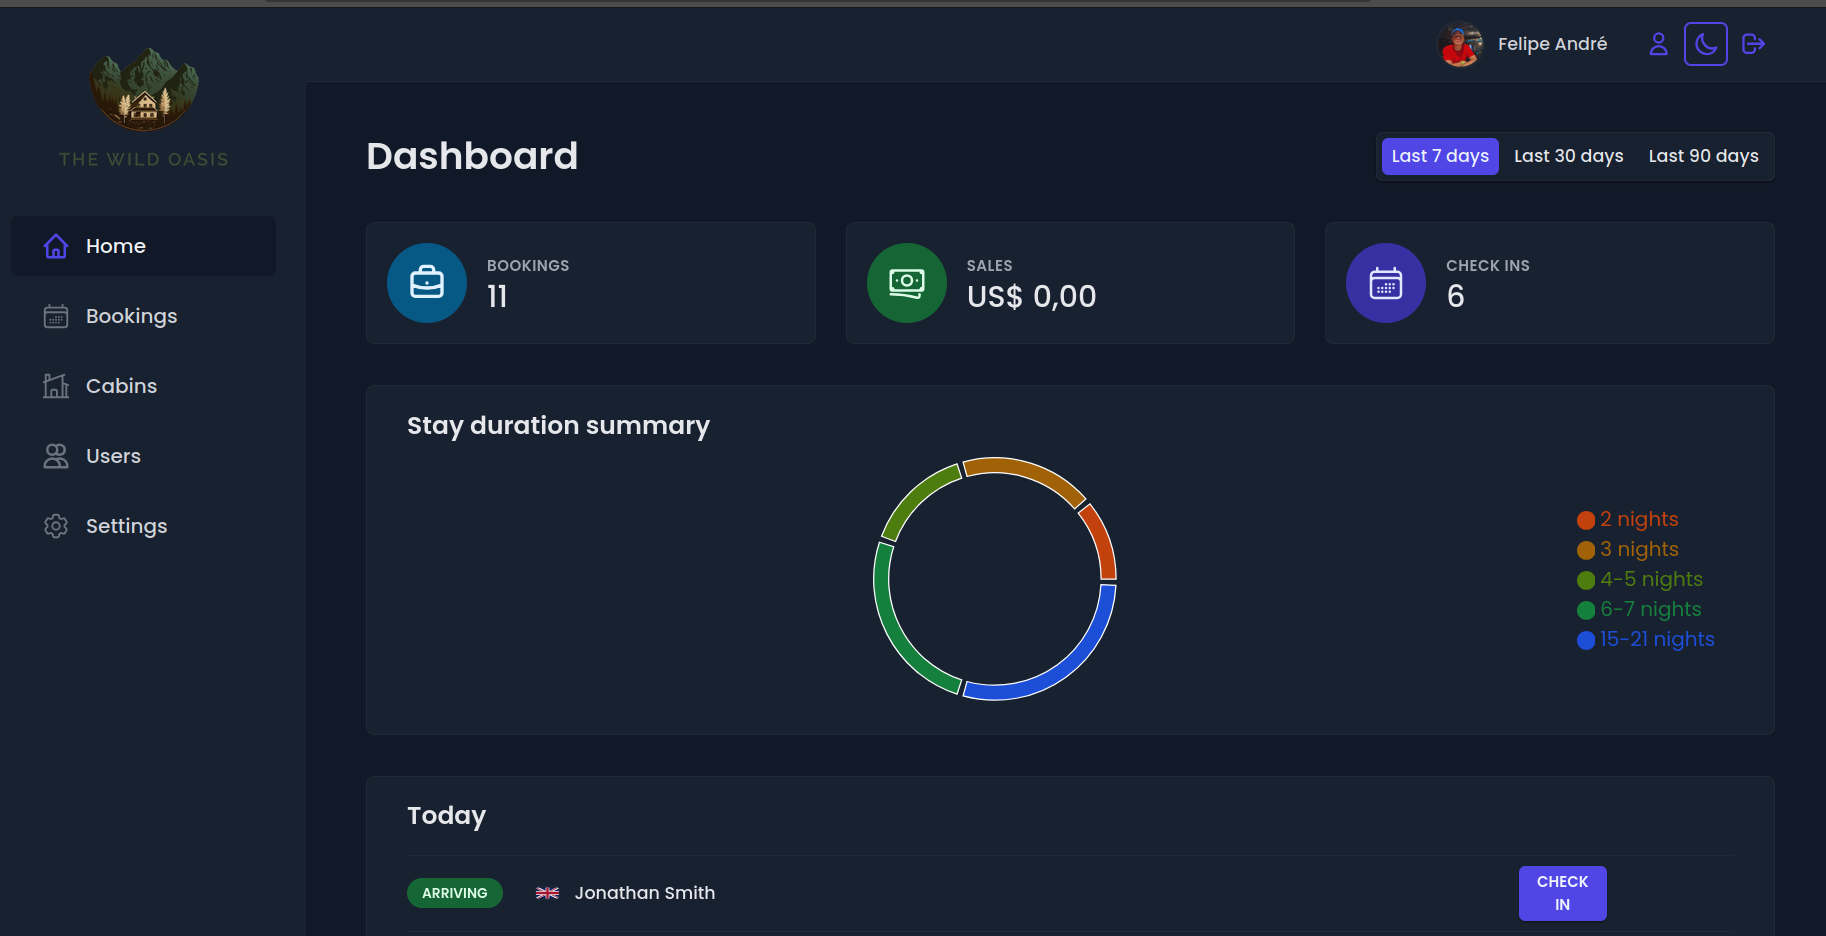 THE WILD OASIS
Home
Bookings
Cabins
Users
Settings
Felipe André
Dashboard
Last 7 days
Last 30 days
Last 90 days
BOOKINGS
11
SALES
US$ 0,00
CHECK INS
6
Stay duration summary
2 nights
3 nights
4-5 nights
6-7 nights
15-21 nights
Today
ARRIVING
Jonathan Smith
CHECK
IN